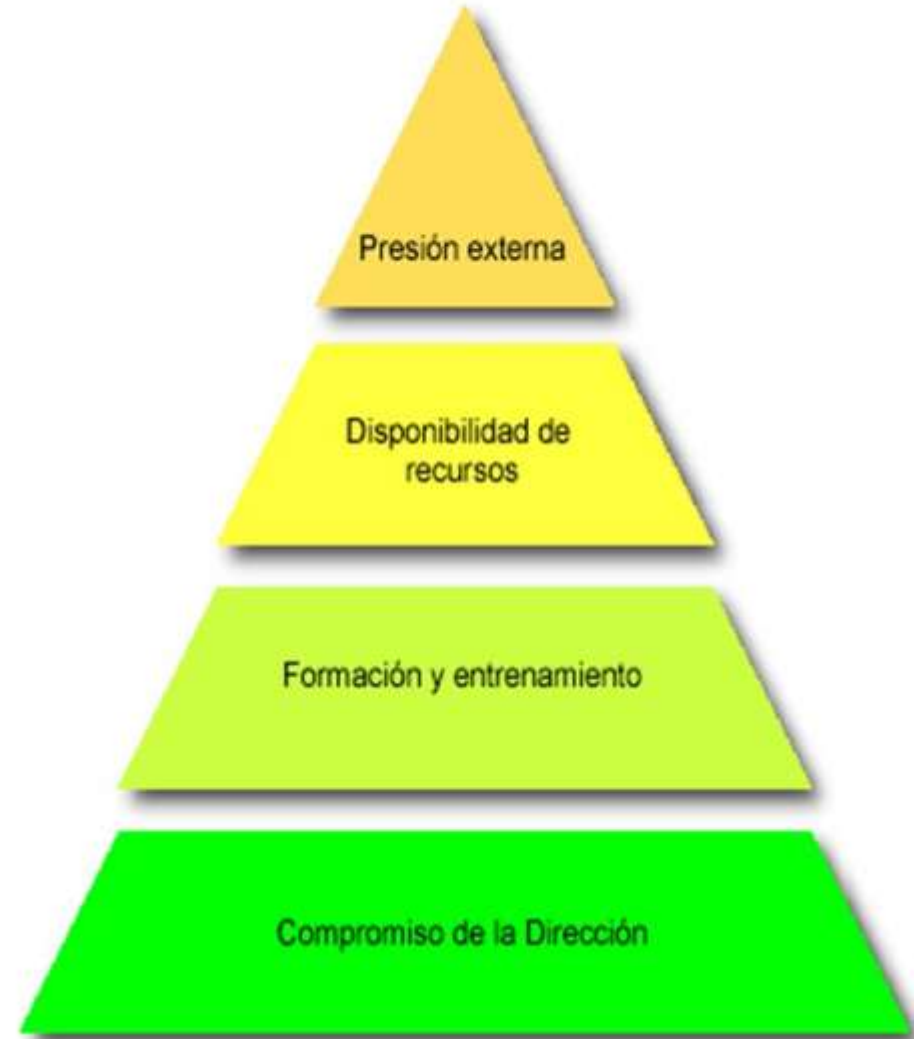 Presión externa
Disponibilidad de
recursos
Formación y entrenamiento
Compromiso de la Dirección